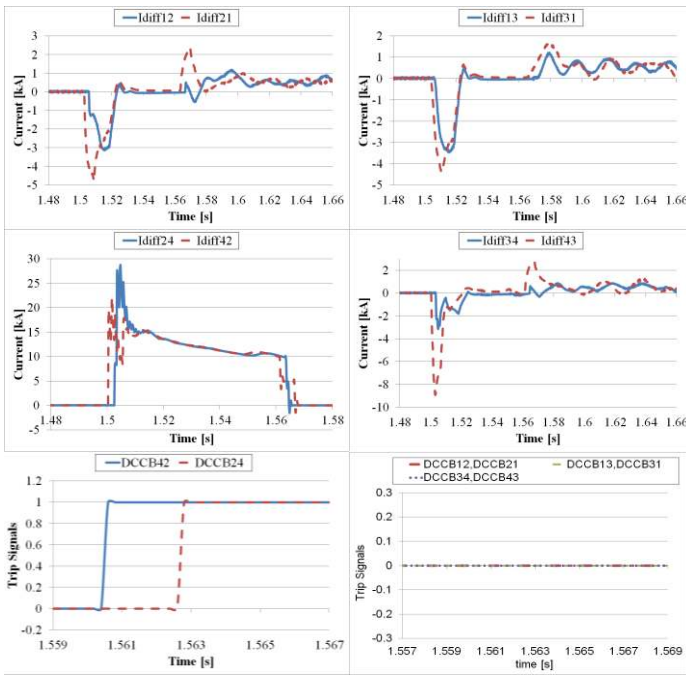 Idiff12 Idiff21
Current [kA]
3
2
1
0
-1
-2
-3
-4
-5
1.48 1.5 1.52 1.54 1.56 1.58 1.6 1.62 1.64 1.66
Time [s]
Idiff13 Idiff31
Current [kA]
2
1
0
-1
-2
-3
-4
-5
1.48 1.5 1.52 1.54 1.56 1.58 1.6 1.62 1.64 1.66
Time [s]
Idiff24 Idiff42
Current [kA]
30
25
20
15
10
5
0
-5
1.48 1.5 1.52 1.54 1.56 1.58
Time [s]
Idiff34 Idiff43
Current [kA]
2
0
-2
-4
-6
-8
-10
1.48 1.5 1.52 1.54 1.56 1.58 1.6 1.62 1.64 1.66
Time [s]
DCCB42 DCCB24
Trip Signals
1.2
1
0.8
0.6
0.4
0.2
0
-0.2
1.559 1.561 1.563 1.565 1.567
Time [s]
DCCB12,DCCB21 DCCB13,DCCB31
DCCB34,DCCB43
Trip Signals
0.3
0.2
0.1
0
-0.1
-0.2
-0.3
1.557 1.559 1.561 1.563 1.565 1.567 1.569
time [s]